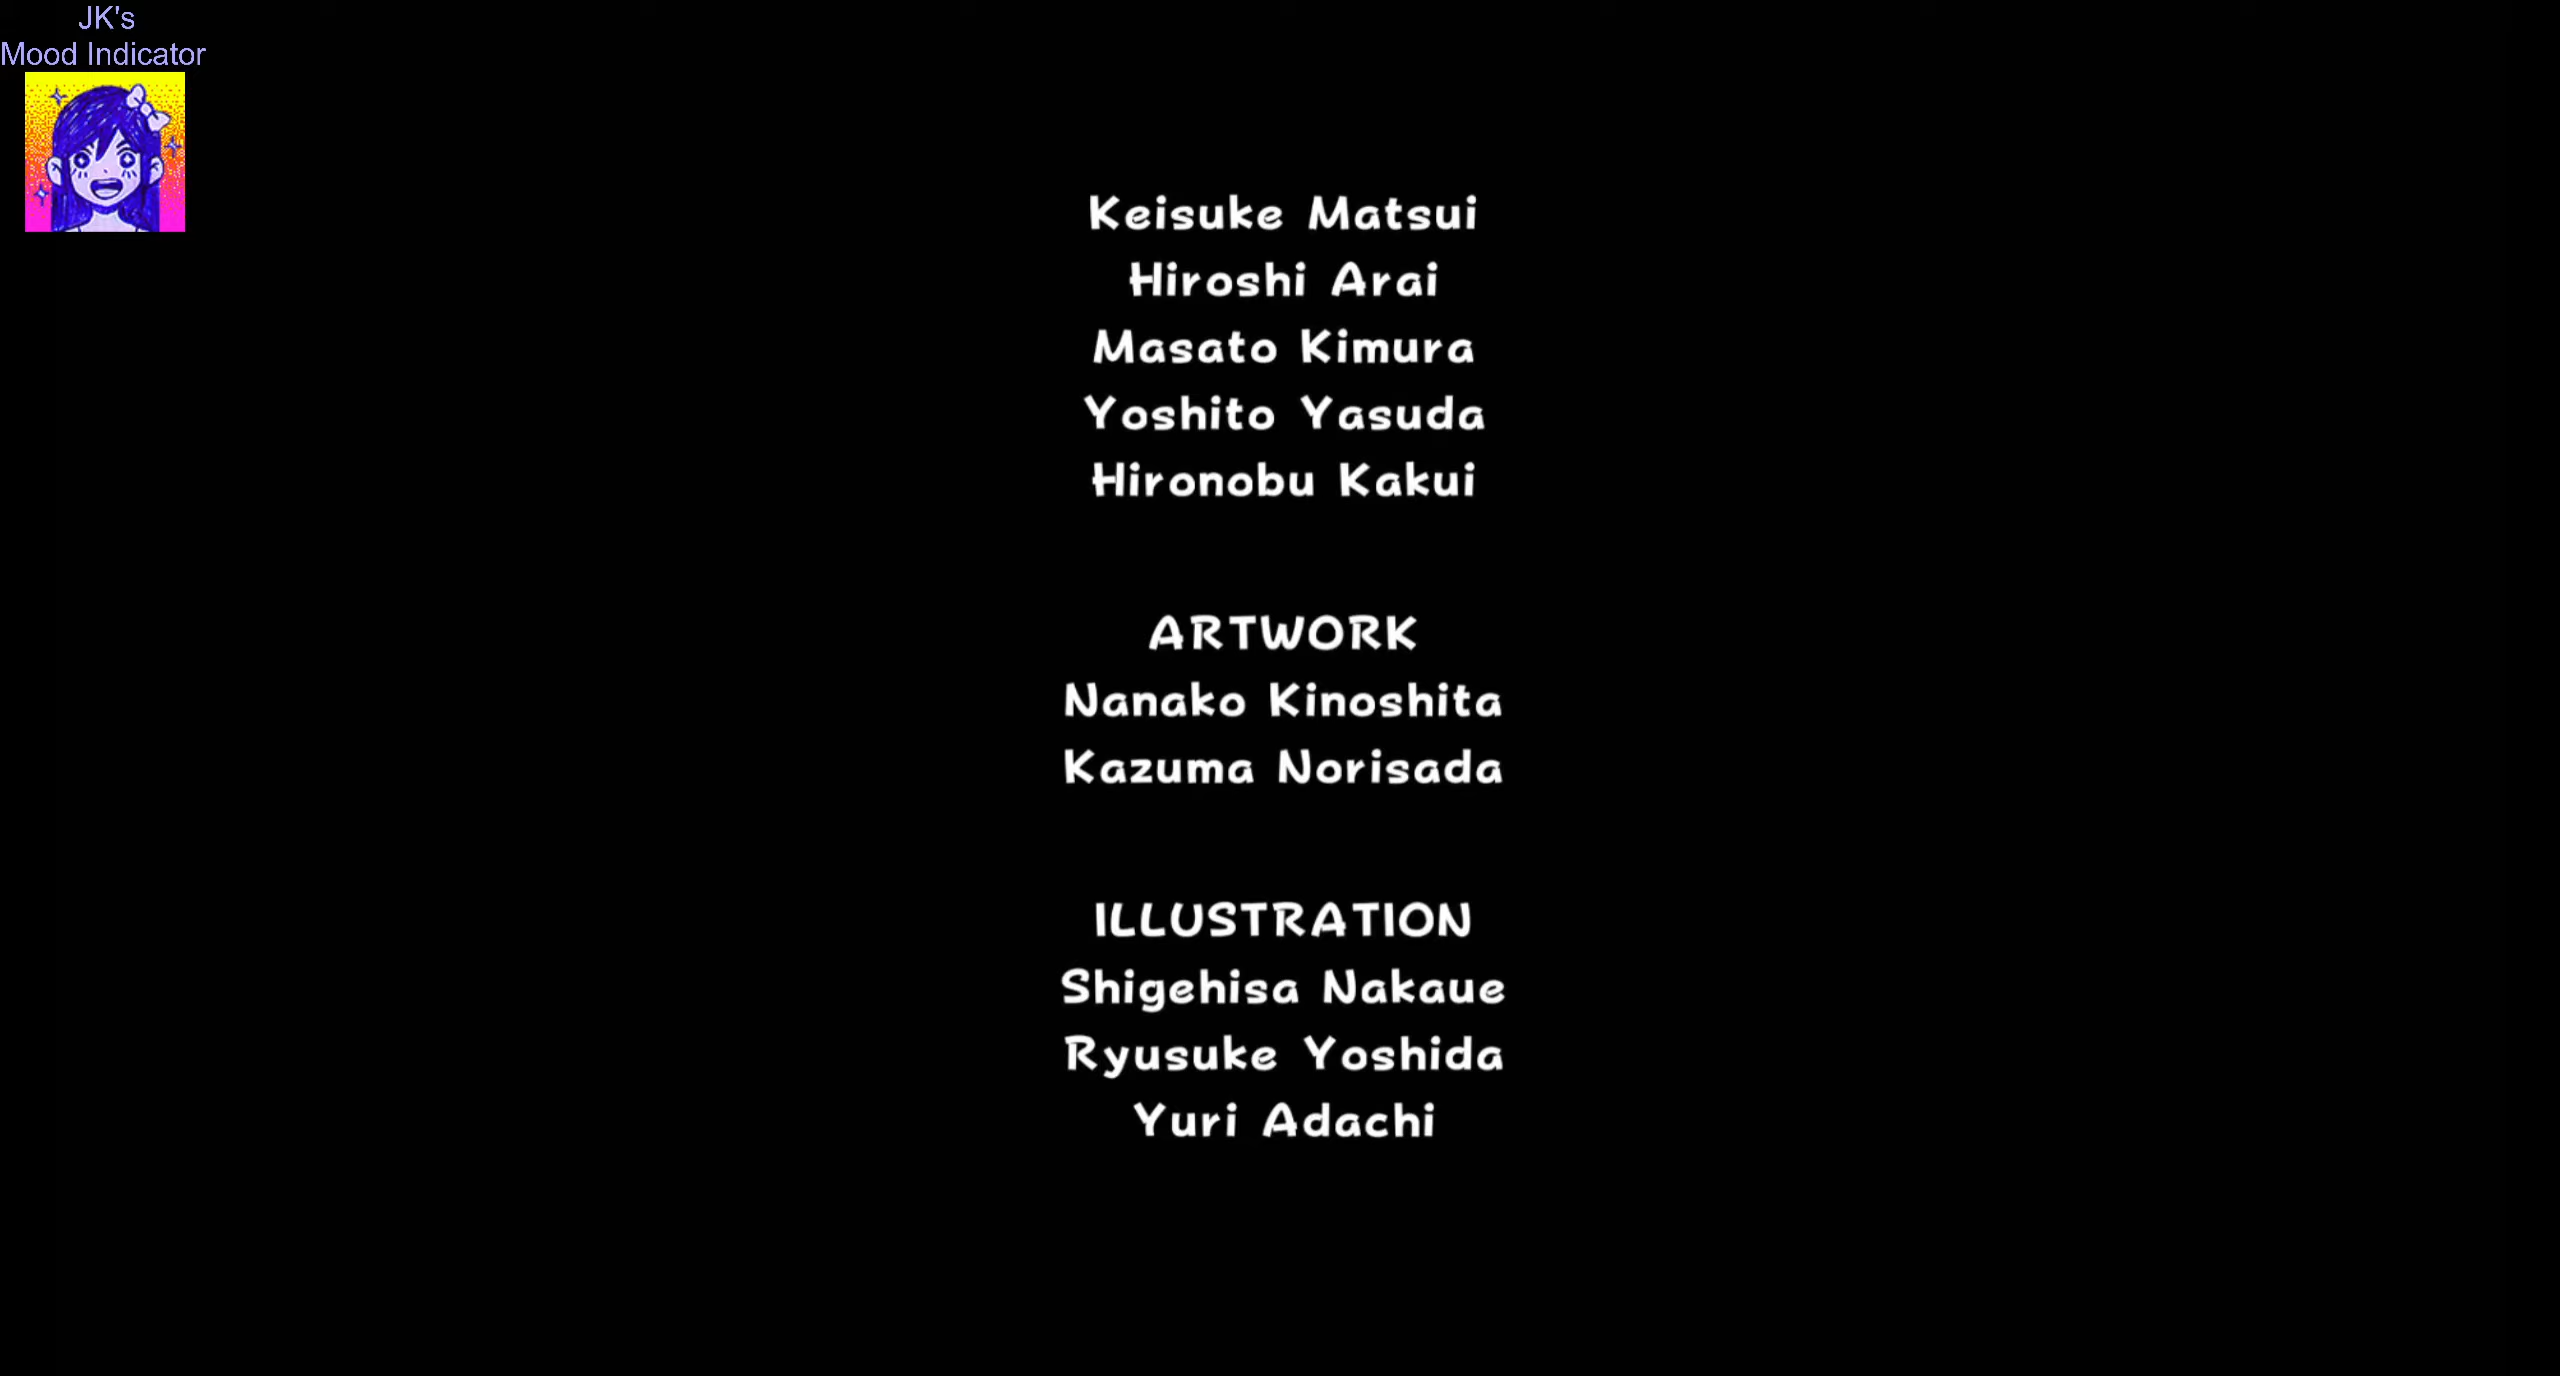 JK's
Mood Indicator
Keisuke Matsui
Hiroshi Arai
Masato Kimura
Yoshito Yasuda
Hironobu Kakui
ARTWORK
Nanako Kinoshita
Kazuma Norisada
ILLUSTRATION
Shigehisa Nakaue
Ryusuke Yoshida
Yuri Adachi